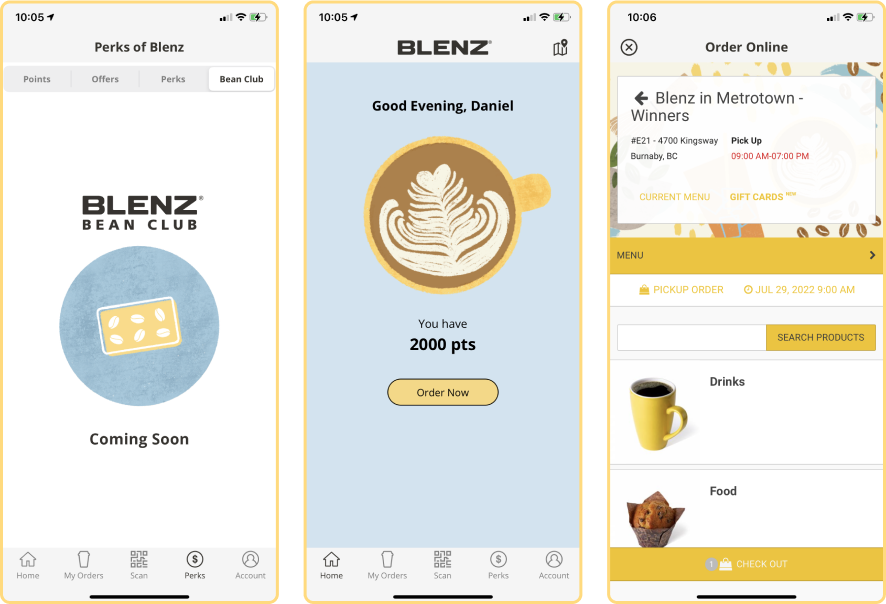 10:05
Perks of Blenz
Points
Offers
Perks
Bean Club
BLENZ®
BEAN CLUB
Coming Soon
Home
My Orders
Scan
Perks
Account
10:05
BLENZ®
Good Evening, Daniel
You have
2000 pts
Order Now
Home
My Orders
Scan
Perks
Account
10:06
Order Online
Blenz in Metrotown -
Winners
#E21 - 4700 Kingsway Pick Up
Burnaby, BC 09:00 AM-07:00 PM
CURRENT MENU GIFT CARDS NEW
MENU
PICKUP ORDER JUL 29, 2022 9:00 AM
SEARCH PRODUCTS
Drinks
Food
1 CHECK OUT